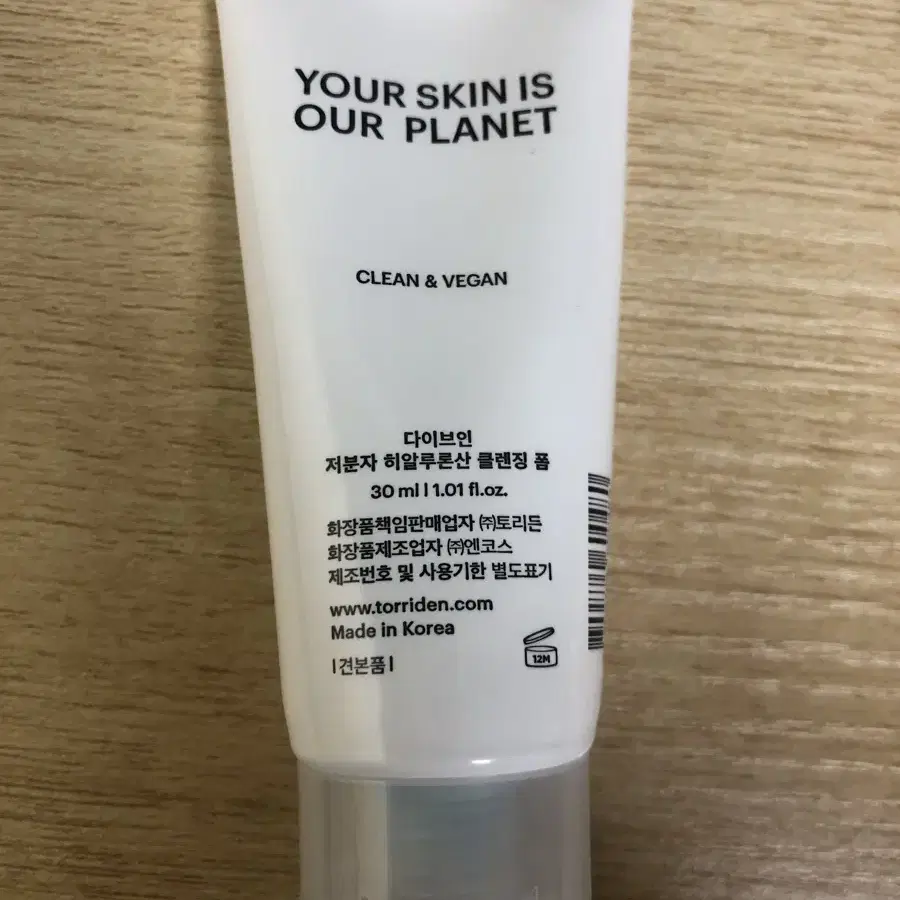 YOUR SKIN IS
OUR PLANET
CLEAN & VEGAN
다이브인
저분자 히알루론산 클렌징 폼
30 ml | 1.01 fl.oz.
화장품책임판매업자 ㈜토리든
화장품제조업자 ㈜엔코스
제조번호 및 사용기한 별도표기
www.torriden.com
Made in Korea
12M
|견본품|